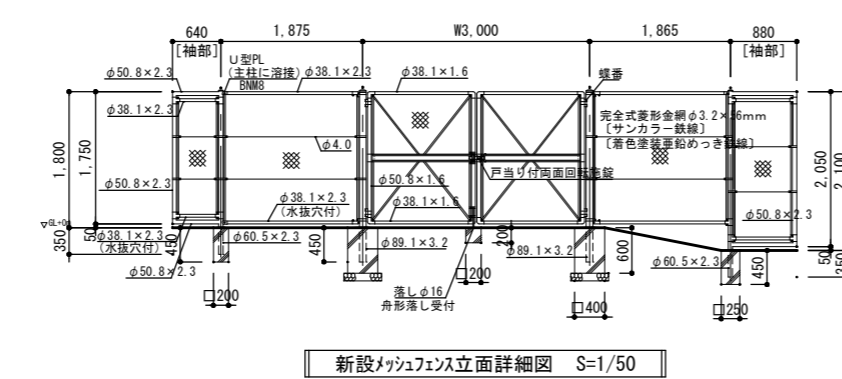 640
1,875
W3,000
1,865
880
[袖部]
[袖部]
U型PL
(主柱に溶接)
BNM8
φ50.8×2.3
φ38.1×2.3
φ38.1×1.6
蝶番
φ38.1×2.3
完全式菱形金網φ3.2×56mm
〔サンカラー鉄線〕
〔着色塗装亜鉛めっき鉄線〕
φ4.0
1,800
1,750
2,050
2,100
戸当り付両面回転施錠
φ50.8×2.3
φ50.8×1.6
φ38.1×2.3
(水抜穴付)
φ38.1×1.6
φ50.8×2.3
▽GL+0
350
50
φ38.1×2.3
(水抜穴付)
450
φ60.5×2.3
450
φ89.1×3.2
200
φ89.1×3.2
600
φ60.5×2.3
450
50
350
φ50.8×2.3
□200
落しφ16
舟形落し受付
□200
□400
□250
新設メッシュフェンス立面詳細図 S=1/50